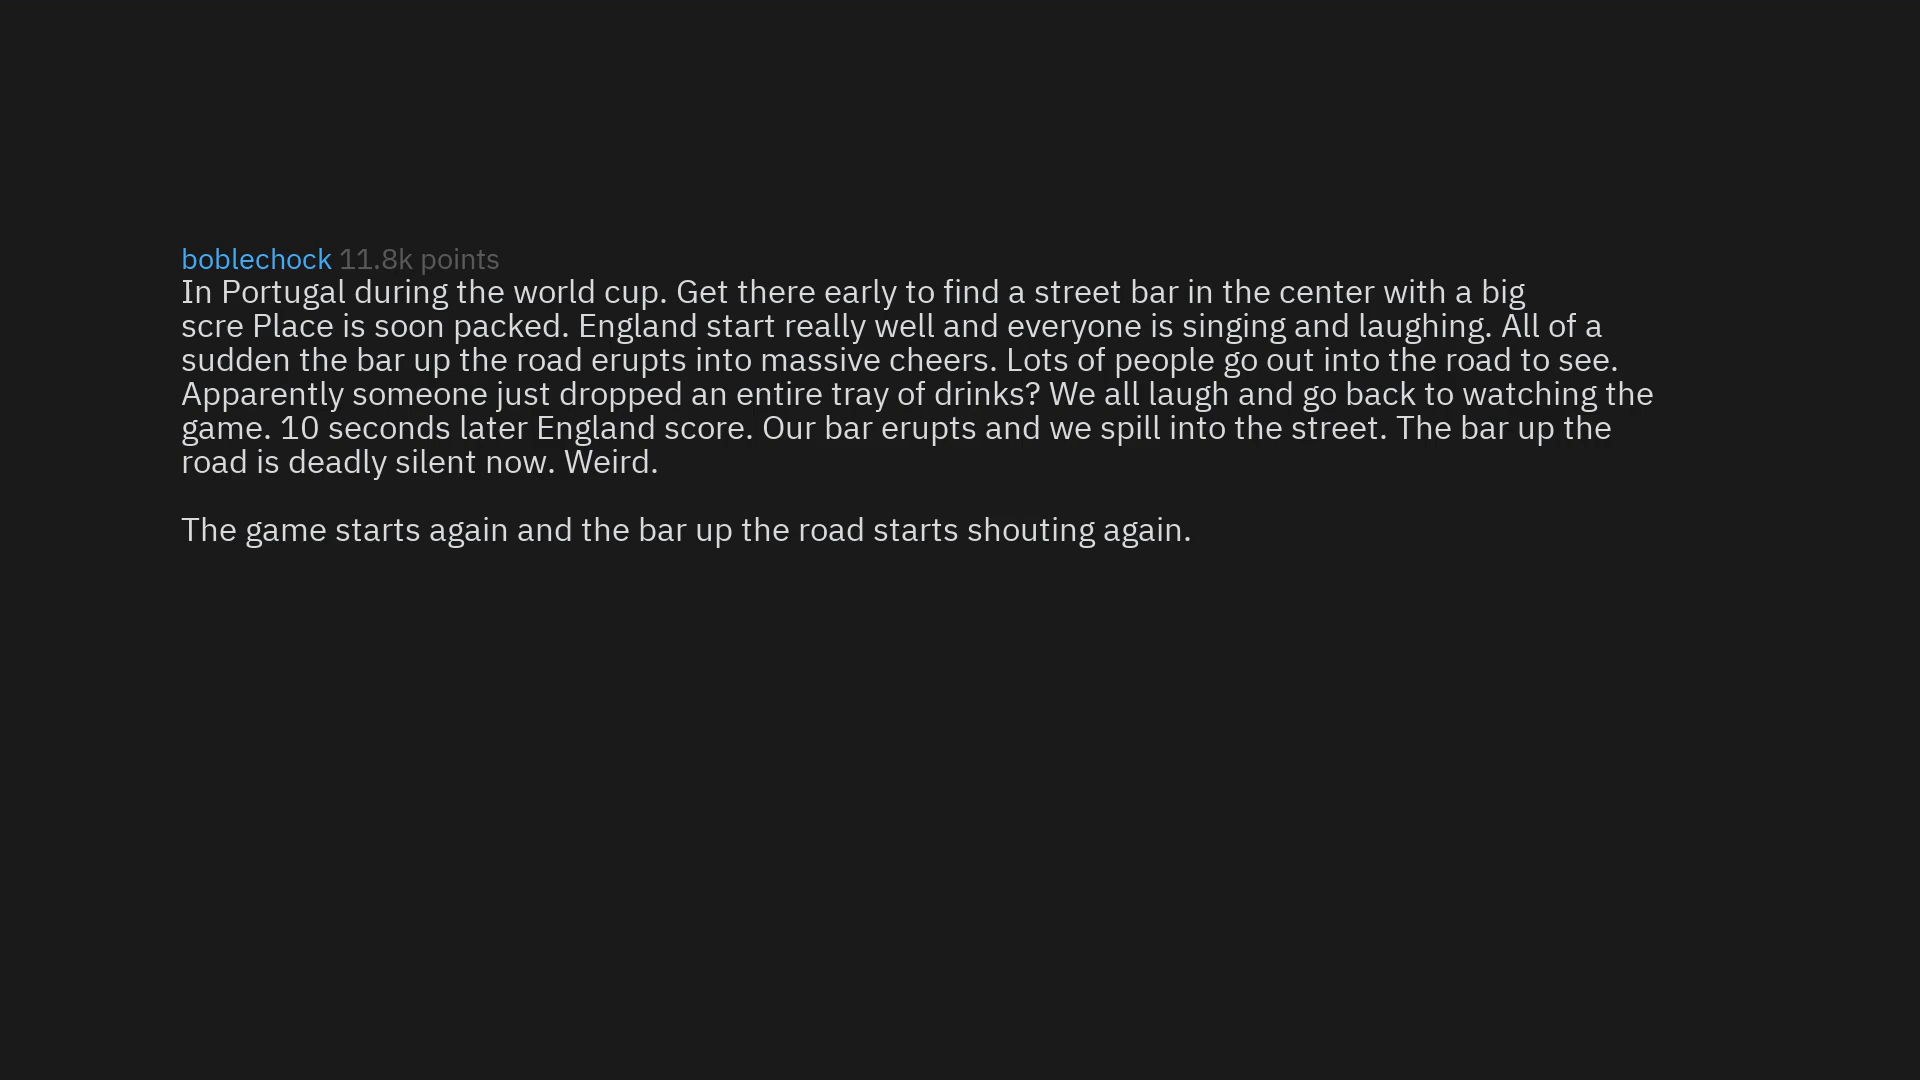 boblechock 11.8k points
In Portugal during the world cup. Get there early to find a street bar in the center with a big
scre Place is soon packed. England start really well and everyone is singing and laughing. All of a
sudden the bar up the road erupts into massive cheers. Lots of people go out into the road to see.
Apparently someone just dropped an entire tray of drinks? We all laugh and go back to watching the
game. 10 seconds later England score. Our bar erupts and we spill into the street. The bar up the
road is deadly silent now. Weird.
The game starts again and the bar up the road starts shouting again.